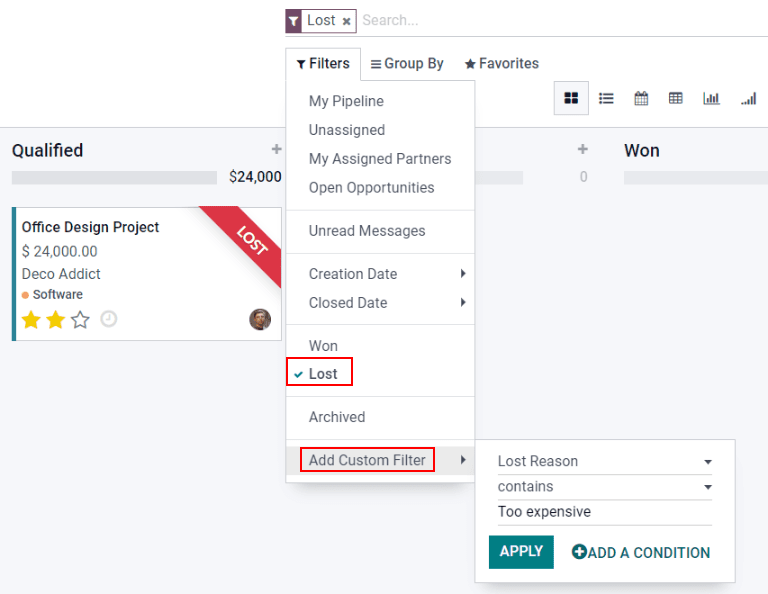 Lost × Search...
Filters Group By Favorites
My Pipeline
Unassigned
My Assigned Partners
Open Opportunities
Unread Messages
Creation Date
Closed Date
Won
Lost
Archived
Add Custom Filter
Qualified +
$24,000
Office Design Project
$ 24,000.00
Deco Addict
Software
LOST
+
0
Won
Lost Reason
contains
Too expensive
APPLY ADD A CONDITION